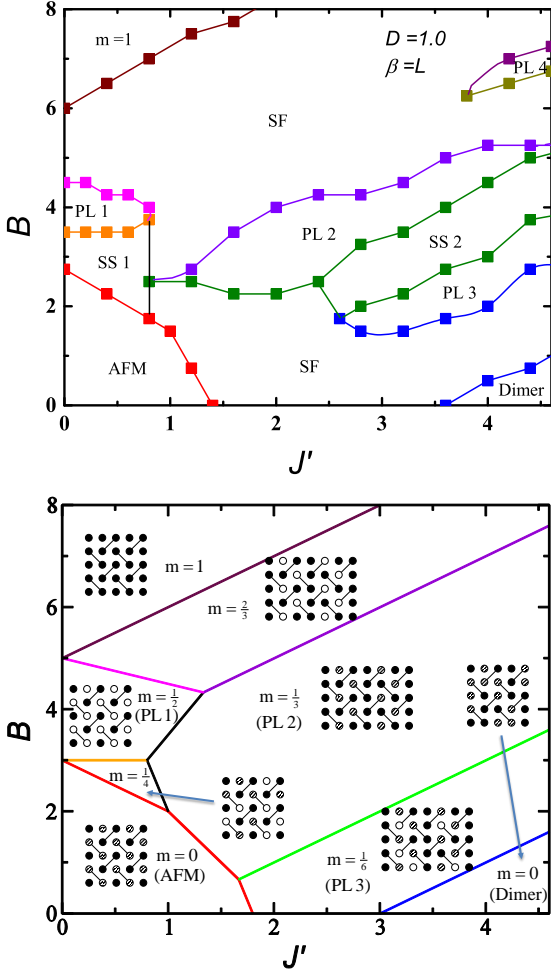 8
6
4
2
0
B
m = 1
D = 1.0
β = L
PL 4
SF
PL 1
PL 2
SS 2
SS 1
PL 3
AFM
SF
Dimer
0 1 2 3 4
J′
8
6
4
2
0
B
m = 1
m = 2/3
m = 1/2
(PL 1)
m = 1/3
(PL 2)
m = 1/4
m = 0
(AFM)
m = 1/6
(PL 3)
m = 0
(Dimer)
0 1 2 3 4
J′